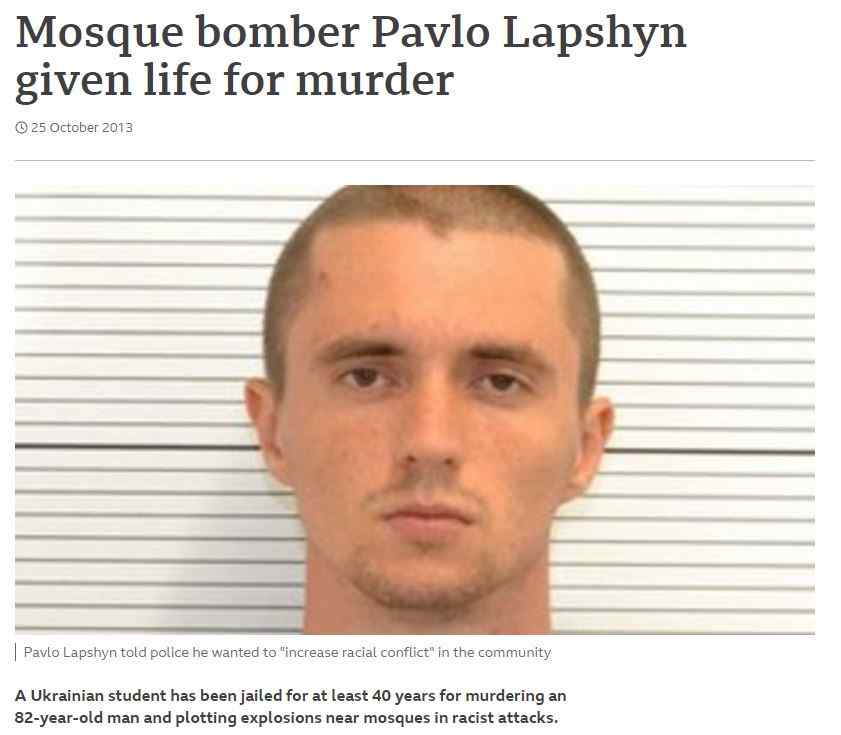 Mosque bomber Pavlo Lapshyn
given life for murder
25 October 2013
Pavlo Lapshyn told police he wanted to "increase racial conflict" in the community
A Ukrainian student has been jailed for at least 40 years for murdering an
82-year-old man and plotting explosions near mosques in racist attacks.